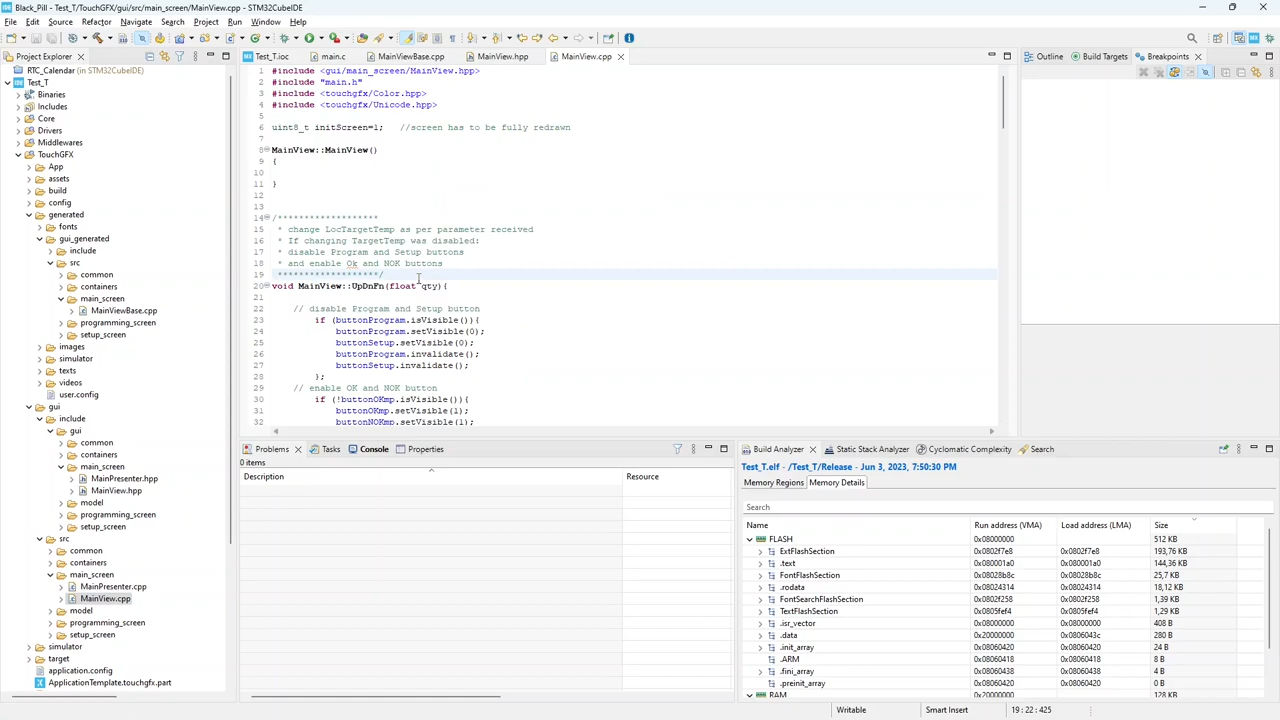 Black_Pill - Test_T/TouchGFX/gui/src/main_screen/MainView.cpp - STM32CubeIDE
File Edit Source Refactor Navigate Search Project Run Window Help
Project Explorer
RTC_Calendar (in STM32CubeIDE)
Test_T
Binaries
Includes
Core
Drivers
Middlewares
TouchGFX
App
assets
build
config
generated
fonts
gui_generated
include
src
common
containers
main_screen
MainViewBase.cpp
programming_screen
setup_screen
images
simulator
texts
videos
user.config
gui
include
gui
common
containers
main_screen
MainPresenter.hpp
MainView.hpp
model
programming_screen
setup_screen
src
common
containers
main_screen
MainPresenter.cpp
MainView.cpp
model
programming_screen
setup_screen
simulator
target
application.config
ApplicationTemplate.touchgfx.part
Test_T.ioc main.c MainViewBase.cpp MainView.hpp MainView.cpp
1 #include <gui/main_screen/MainView.hpp>
2 #include "main.h"
3 #include <touchgfx/Color.hpp>
4 #include <touchgfx/Unicode.hpp>
5
6 uint8_t initScreen=1; //screen has to be fully redrawn
7
8 MainView::MainView()
9 {
10
11 }
12
13
14 /*******************
15 * change LocTargetTemp as per parameter received
16 * If changing TargetTemp was disabled:
17 * disable Program and Setup buttons
18 * and enable Ok and NOK buttons
19 *******************/
20 void MainView::UpDnFn(float qty){
21
22 // disable Program and Setup button
23 if (buttonProgram.isVisible()){
24 buttonProgram.setVisible(0);
25 buttonSetup.setVisible(0);
26 buttonProgram.invalidate();
27 buttonSetup.invalidate();
28 };
29 // enable OK and NOK button
30 if (!buttonOKmp.isVisible()){
31 buttonOKmp.setVisible(1);
32 buttonNOKmp.setVisible(1);
Outline Build Targets Breakpoints
Problems Tasks Console Properties
0 items
Description Resource
Build Analyzer Static Stack Analyzer Cyclomatic Complexity Search
Test_T.elf - /Test_T/Release - Jun 3, 2023, 7:50:30 PM
Memory Regions Memory Details
Search
Name Run address (VMA) Load address (LMA) Size
FLASH 0x08000000 512 KB
ExtFlashSection 0x0802f7e8 0x0802f7e8 193,76 KB
.text 0x080001a0 0x080001a0 144,36 KB
FontFlashSection 0x08028b8c 0x08028b8c 25,7 KB
.rodata 0x08024314 0x08024314 18,12 KB
FontSearchFlashSection 0x0802f258 0x0802f258 1,39 KB
TextFlashSection 0x0805fef4 0x0805fef4 1,29 KB
.isr_vector 0x08000000 0x08000000 408 B
.data 0x20000000 0x0806043c 280 B
.init_array 0x08060420 0x08060420 24 B
.ARM 0x08060418 0x08060418 8 B
.fini_array 0x08060420 0x08060420 4 B
.preinit_array 0x08060420 0x08060420 0 B
RAM 0x20000000 128 KB
Writable Smart Insert 19 : 22 : 425